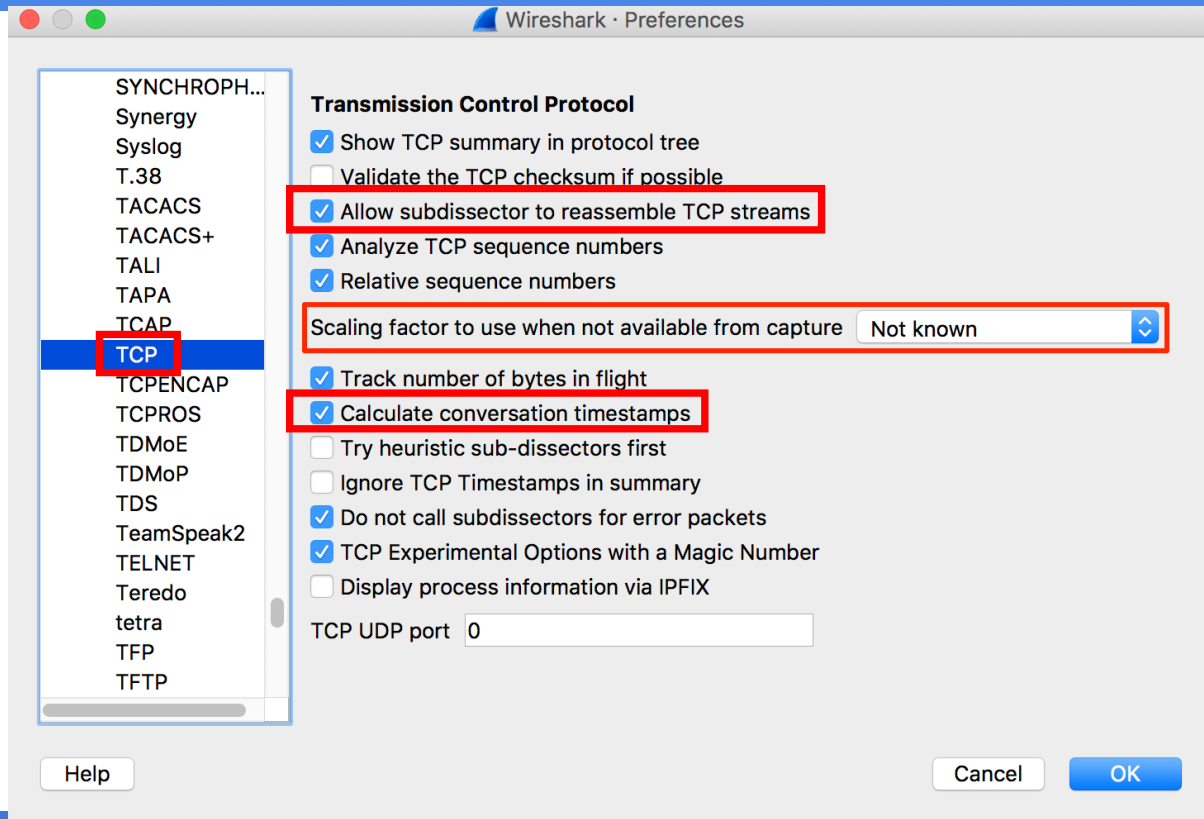 Wireshark · Preferences
SYNCHROPH...
Synergy
Syslog
T.38
TACACS
TACACS+
TALI
TAPA
TCAP
TCP
TCPENCAP
TCPROS
TDMoE
TDMoP
TDS
TeamSpeak2
TELNET
Teredo
tetra
TFP
TFTP
Transmission Control Protocol
Show TCP summary in protocol tree
Validate the TCP checksum if possible
Allow subdissector to reassemble TCP streams
Analyze TCP sequence numbers
Relative sequence numbers
Scaling factor to use when not available from capture Not known
Track number of bytes in flight
Calculate conversation timestamps
Try heuristic sub-dissectors first
Ignore TCP Timestamps in summary
Do not call subdissectors for error packets
TCP Experimental Options with a Magic Number
Display process information via IPFIX
TCP UDP port 0
Help
Cancel
OK